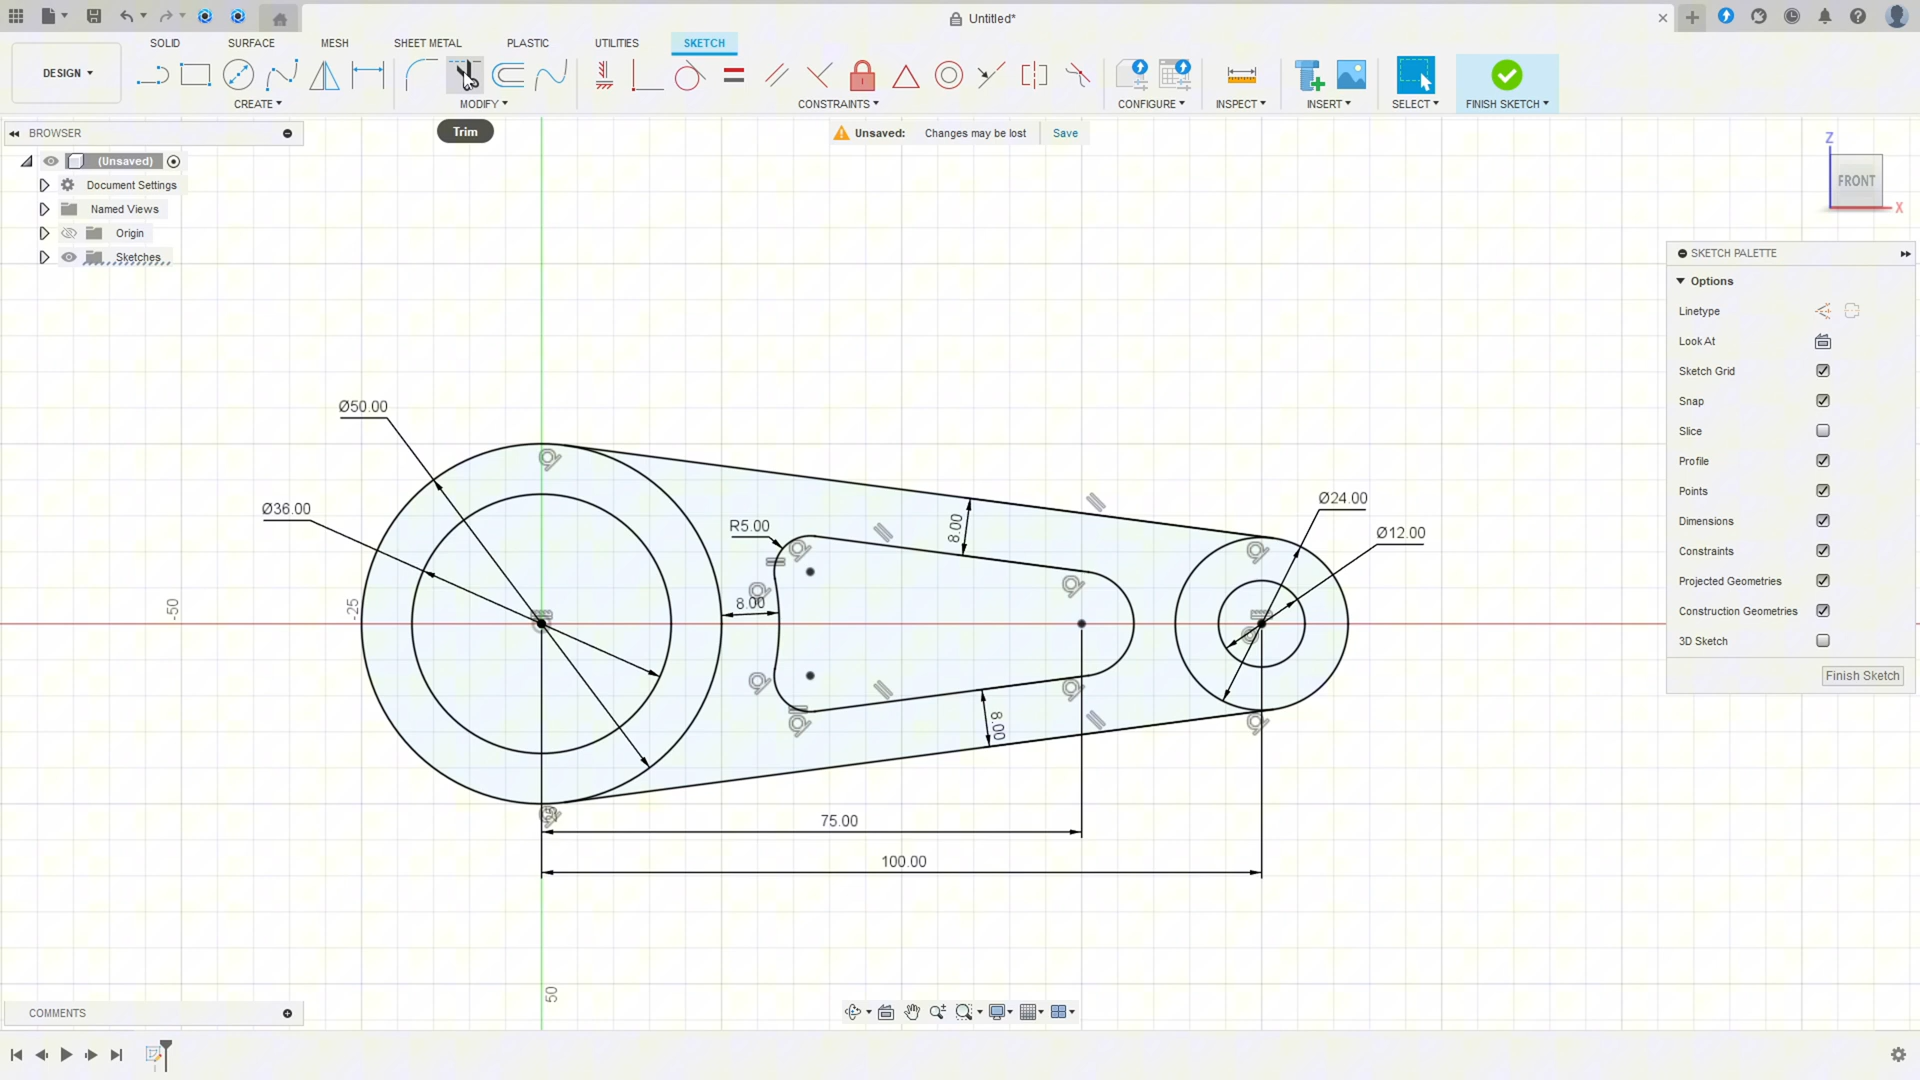 Untitled*
DESIGN
SOLID
SURFACE
MESH
SHEET METAL
PLASTIC
UTILITIES
SKETCH
CREATE
MODIFY
CONSTRAINTS
CONFIGURE
INSPECT
INSERT
SELECT
FINISH SKETCH
Trim
BROWSER
Unsaved: Changes may be lost Save
(Unsaved)
Document Settings
Named Views
Origin
Sketches
Z
FRONT
X
SKETCH PALETTE
Options
Linetype
Look At
Sketch Grid
Snap
Slice
Profile
Points
Dimensions
Constraints
Projected Geometries
Construction Geometries
3D Sketch
Finish Sketch
Ø50.00
Ø36.00
R5.00
8.00
Ø24.00
Ø12.00
8.00
-50
-25
8.00
75.00
100.00
50
COMMENTS